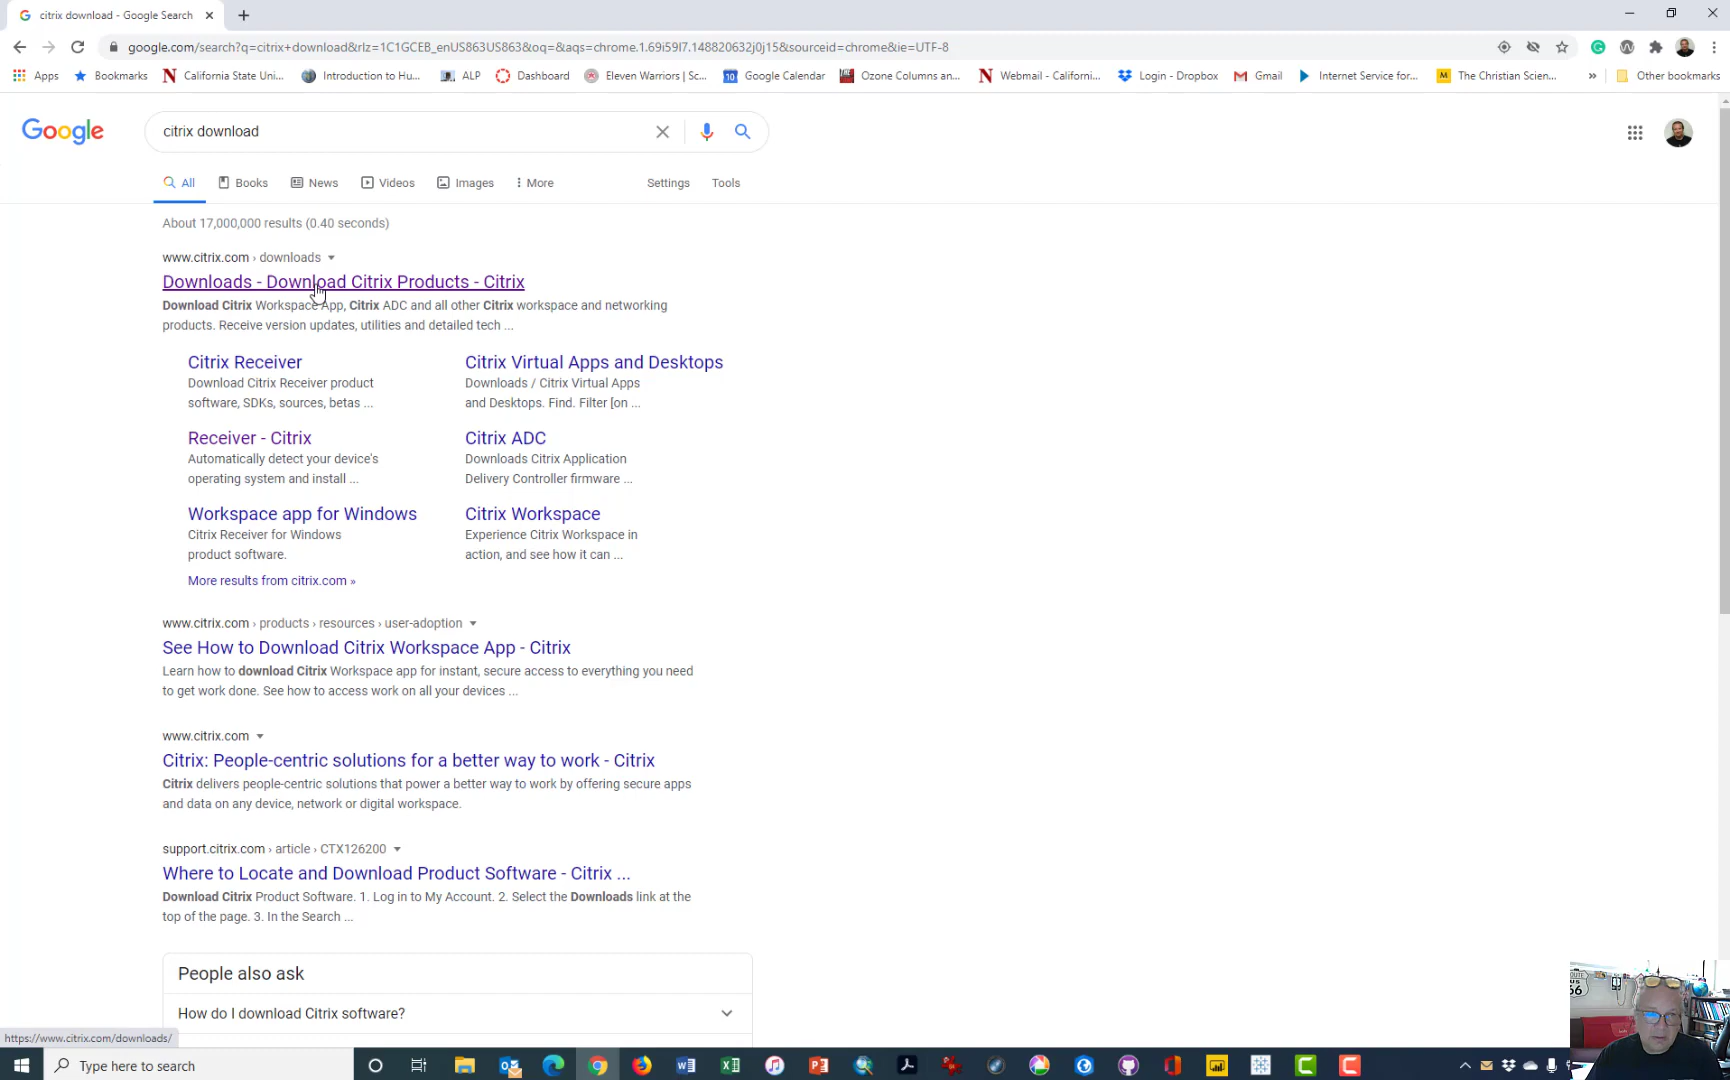 citrix download - Google Search
google.com/search?q=citrix+download&rlz=1C1GCEB_enUS863US863&oq=&aqs=chrome.1.69i59l7.148820632j0j15&sourceid=chrome&ie=UTF-8
Apps Bookmarks California State Uni... Introduction to Hu... ALP Dashboard Eleven Warriors | Sc... Google Calendar Ozone Columns an... Webmail - Californi... Login - Dropbox Gmail Internet Service for... The Christian Scien... » Other bookmarks
Google citrix download
All Books News Videos Images More Settings Tools
About 17,000,000 results (0.40 seconds)
www.citrix.com › downloads
Downloads - Download Citrix Products - Citrix
Download Citrix Workspace App, Citrix ADC and all other Citrix workspace and networking
products. Receive version updates, utilities and detailed tech ...
Citrix Receiver
Download Citrix Receiver product
software, SDKs, sources, betas ...
Citrix Virtual Apps and Desktops
Downloads / Citrix Virtual Apps
and Desktops. Find. Filter [on ...
Receiver - Citrix
Automatically detect your device's
operating system and install ...
Citrix ADC
Downloads Citrix Application
Delivery Controller firmware ...
Workspace app for Windows
Citrix Receiver for Windows
product software.
Citrix Workspace
Experience Citrix Workspace in
action, and see how it can ...
More results from citrix.com »
www.citrix.com › products › resources › user-adoption
See How to Download Citrix Workspace App - Citrix
Learn how to download Citrix Workspace app for instant, secure access to everything you need
to get work done. See how to access work on all your devices ...
www.citrix.com
Citrix: People-centric solutions for a better way to work - Citrix
Citrix delivers people-centric solutions that power a better way to work by offering secure apps
and data on any device, network or digital workspace.
support.citrix.com › article › CTX126200
Where to Locate and Download Product Software - Citrix ...
Download Citrix Product Software. 1. Log in to My Account. 2. Select the Downloads link at the
top of the page. 3. In the Search ...
People also ask
How do I download Citrix software?
https://www.citrix.com/downloads/
Type here to search
ROUTE
US
66